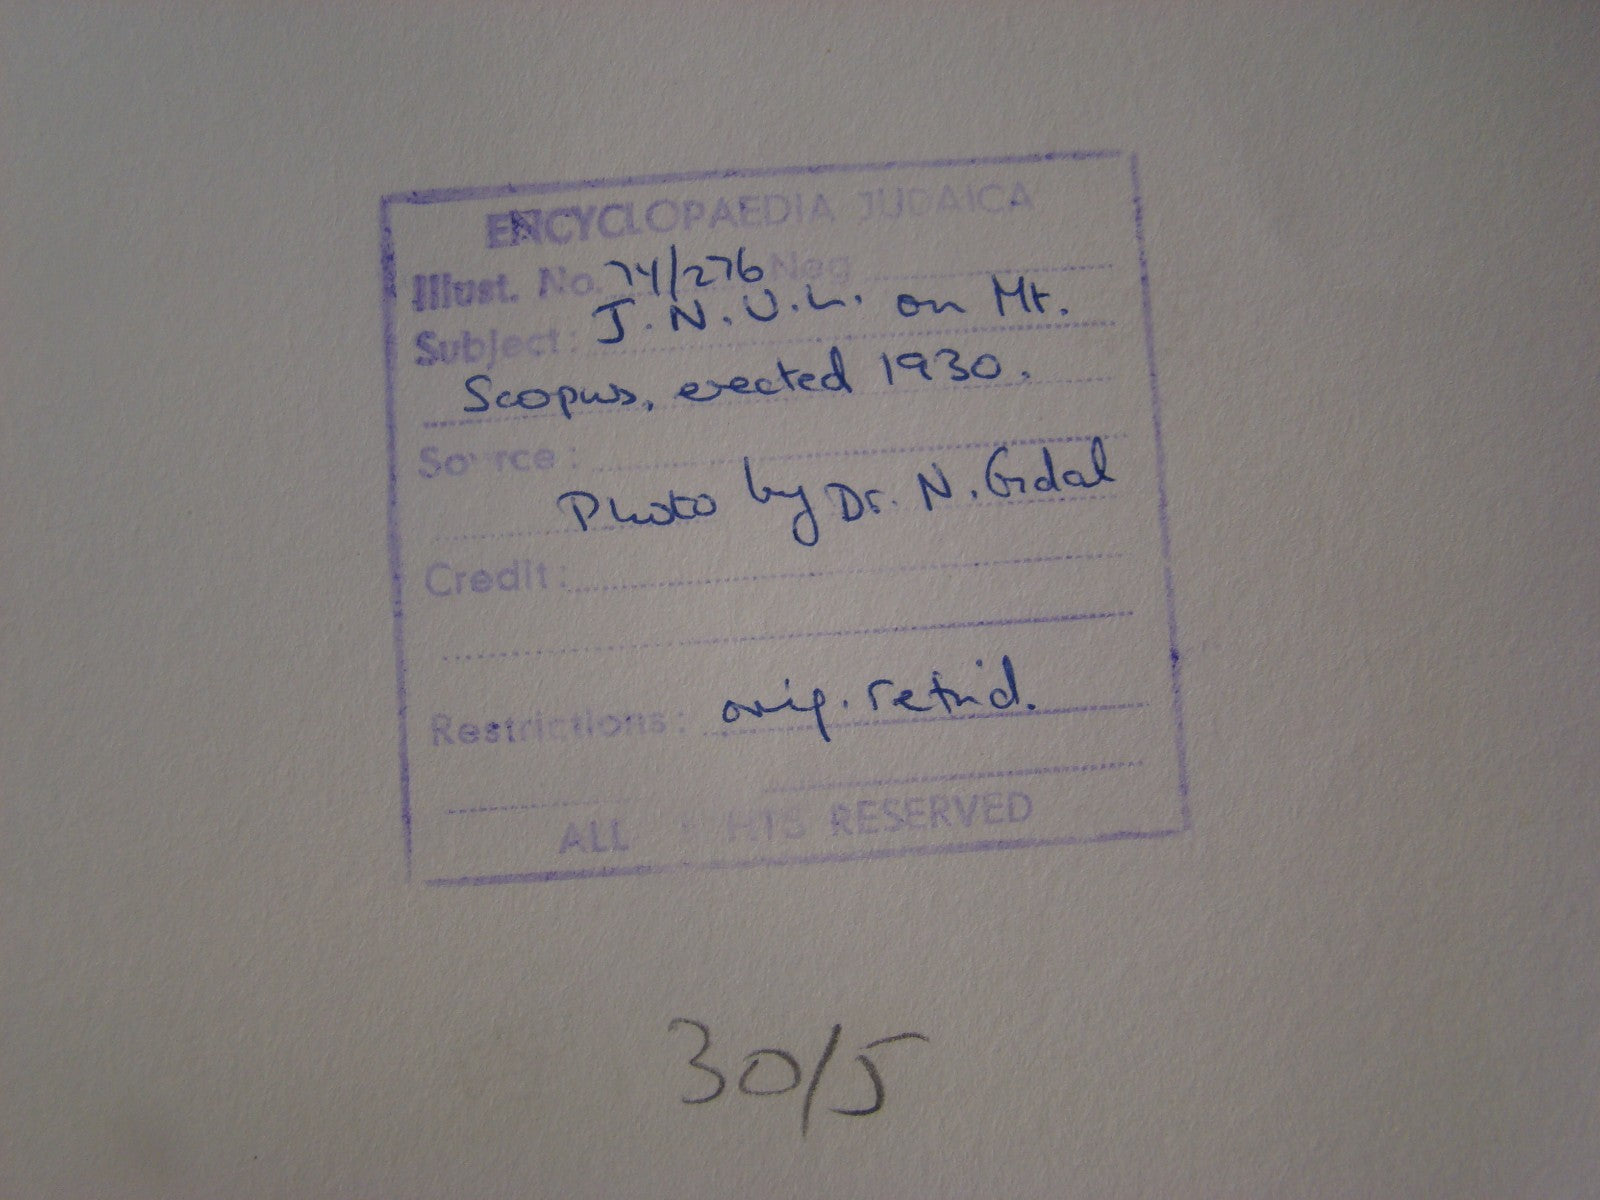 ENCYCLOPAEDIA JUDAICA
Illust. No. 74/276 Neg
Subject: J.N.U.L. on Mt.
Scopus, erected 1930.
Source:
Photo by Dr. N. Gidal
Credit:
Restrictions: orig. retn'd.
ALL RIGHTS RESERVED
30/5